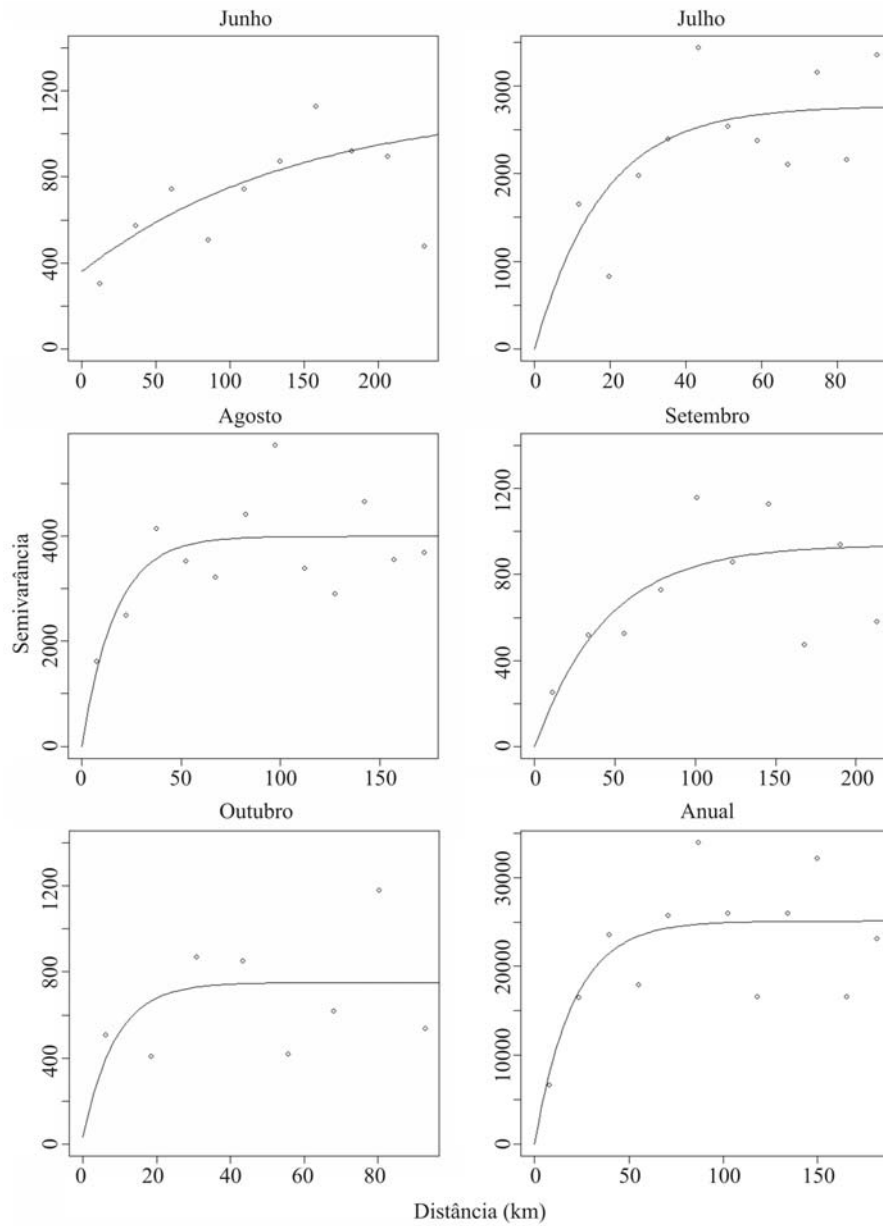 Junho
Julho
0 400 800 1200
0 50 100 150 200
0 1000 2000 3000
0 20 40 60 80
Agosto
Setembro
Semivarância
0 2000 4000
0 50 100 150
0 400 800 1200
0 50 100 150 200
Outubro
Anual
0 400 800 1200
0 20 40 60 80
0 10000 20000 30000
0 50 100 150
Distância (km)